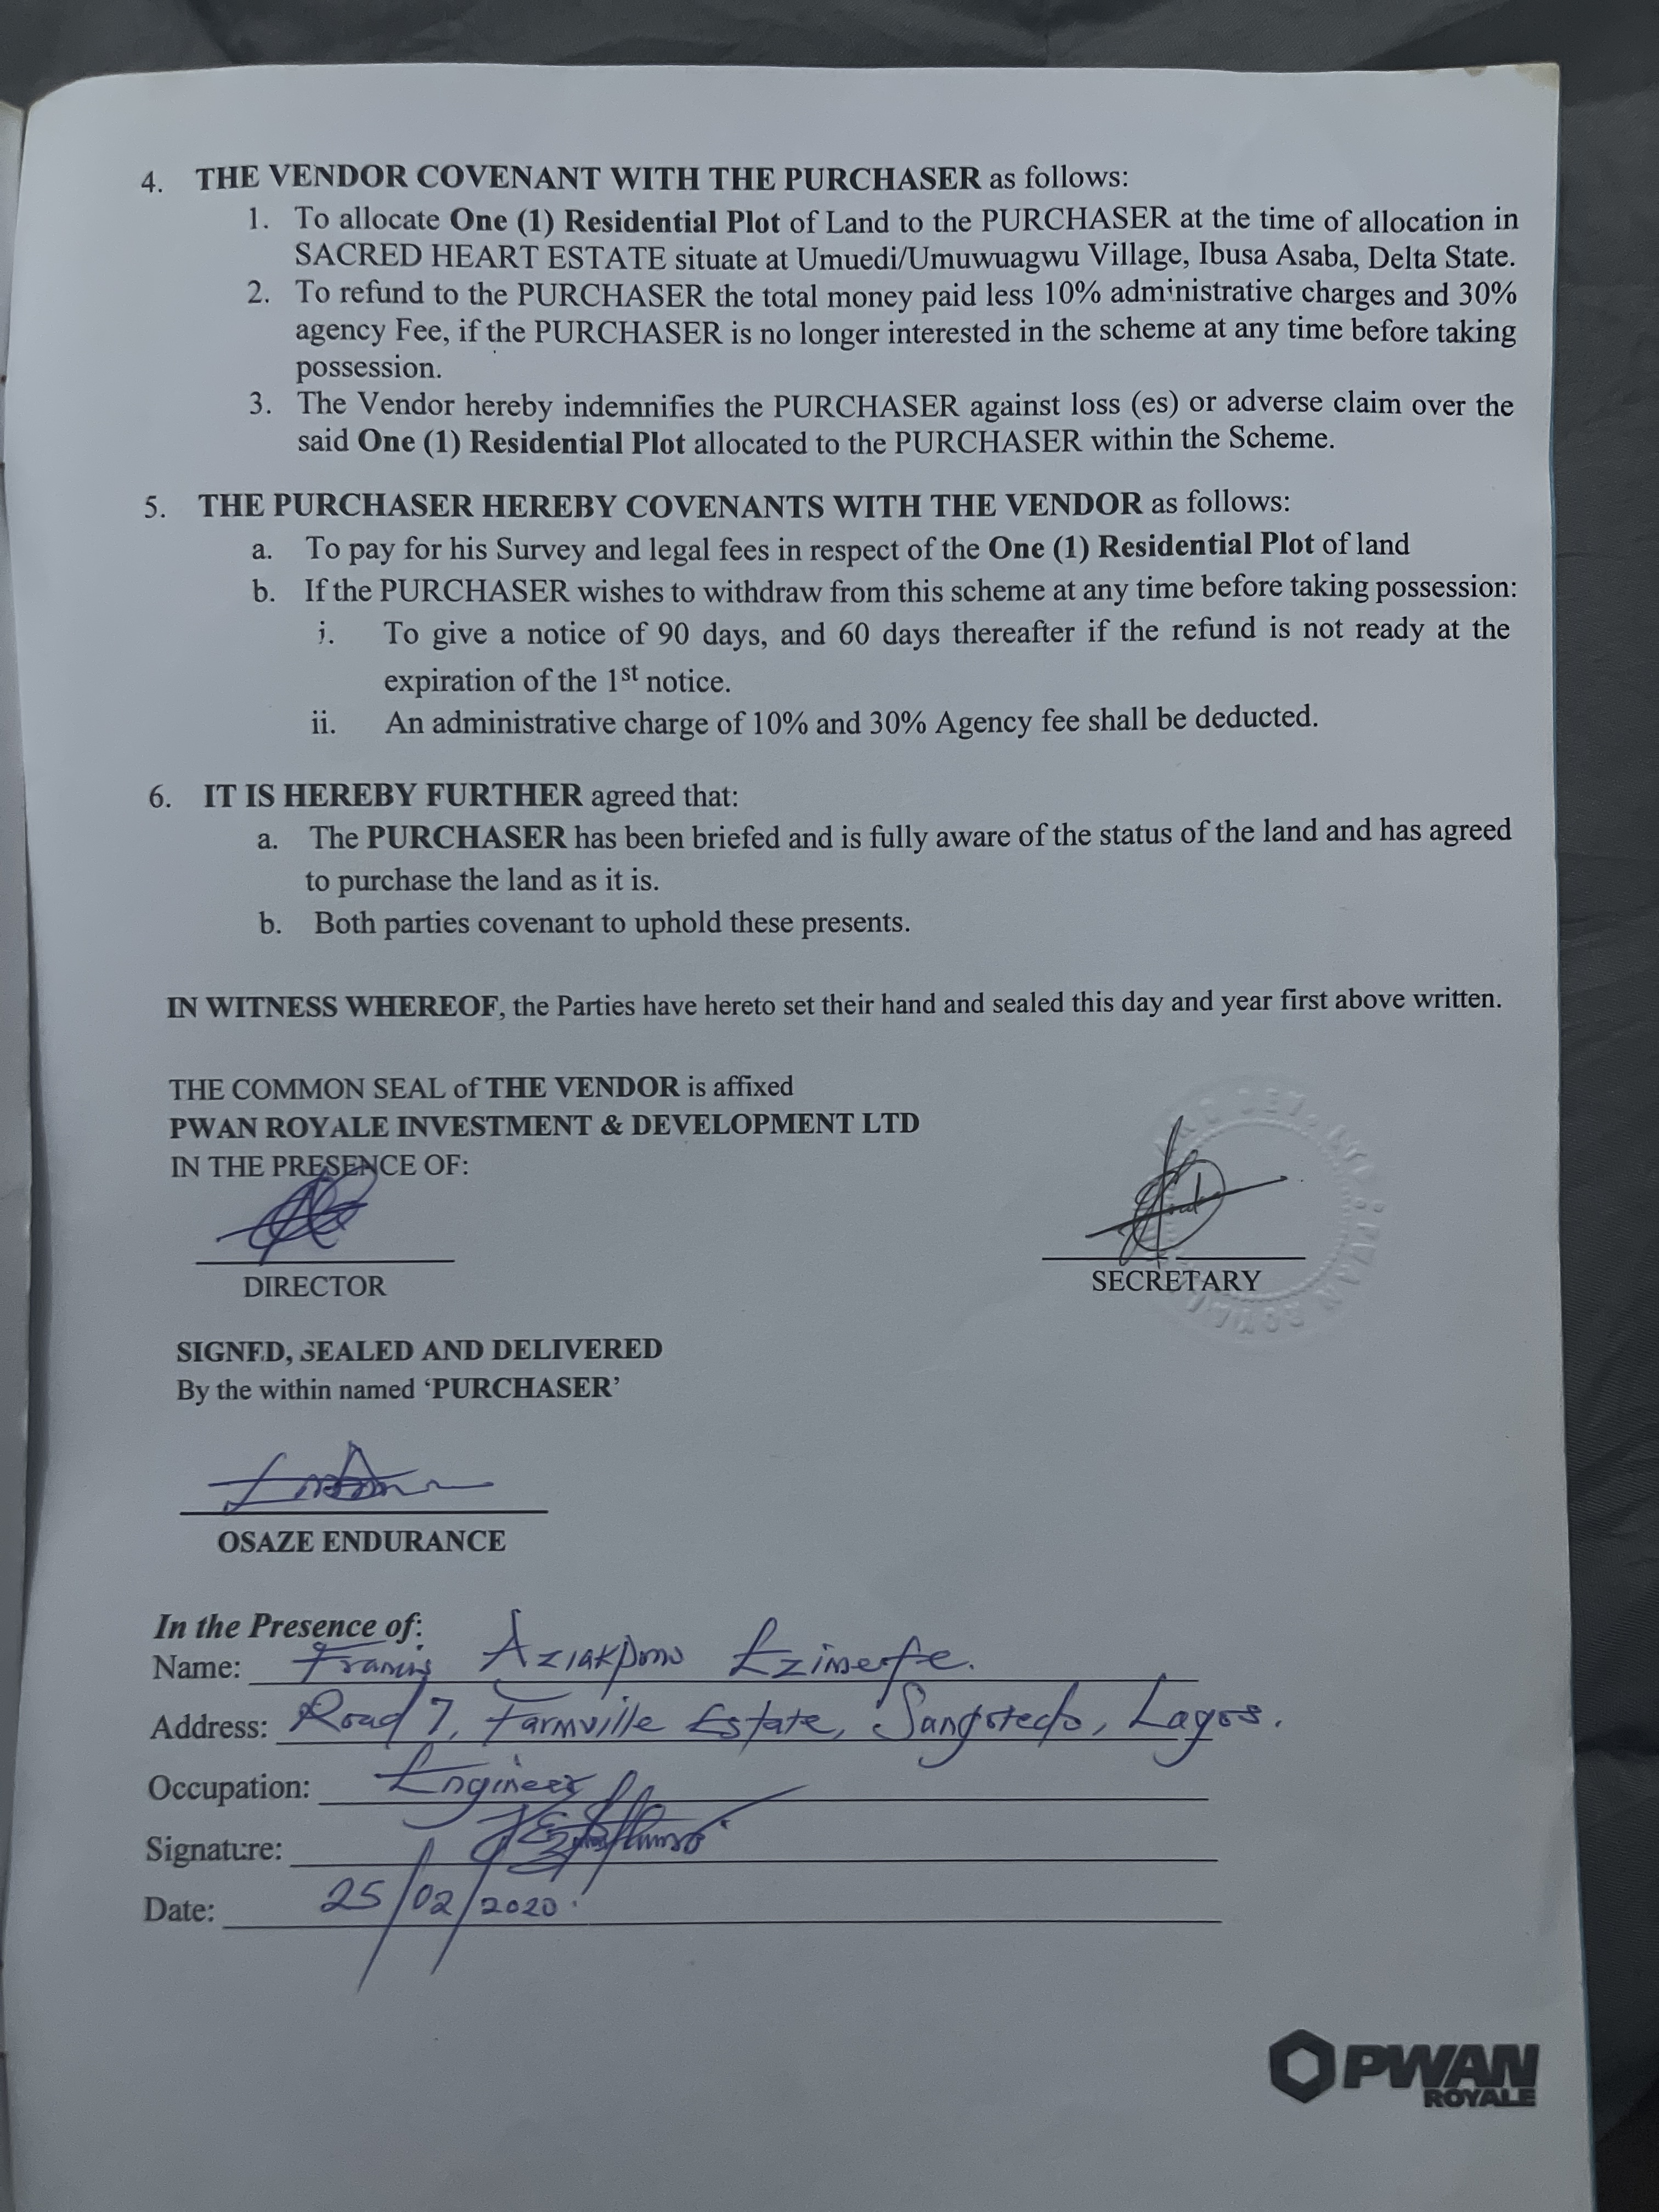 4. THE VENDOR COVENANT WITH THE PURCHASER as follows:
1. To allocate One (1) Residential Plot of Land to the PURCHASER at the time of allocation in
SACRED HEART ESTATE situate at Umuedi/Umuwuagwu Village, Ibusa Asaba, Delta State.
2. To refund to the PURCHASER the total money paid less 10% administrative charges and 30%
agency Fee, if the PURCHASER is no longer interested in the scheme at any time before taking
possession.
3. The Vendor hereby indemnifies the PURCHASER against loss (es) or adverse claim over the
said One (1) Residential Plot allocated to the PURCHASER within the Scheme.
5. THE PURCHASER HEREBY COVENANTS WITH THE VENDOR as follows:
a. To pay for his Survey and legal fees in respect of the One (1) Residential Plot of land
b. If the PURCHASER wishes to withdraw from this scheme at any time before taking possession:
i. To give a notice of 90 days, and 60 days thereafter if the refund is not ready at the
expiration of the 1st notice.
ii. An administrative charge of 10% and 30% Agency fee shall be deducted.
6. IT IS HEREBY FURTHER agreed that:
a. The PURCHASER has been briefed and is fully aware of the status of the land and has agreed
to purchase the land as it is.
b. Both parties covenant to uphold these presents.
IN WITNESS WHEREOF, the Parties have hereto set their hand and sealed this day and year first above written.
THE COMMON SEAL of THE VENDOR is affixed
PWAN ROYALE INVESTMENT & DEVELOPMENT LTD
IN THE PRESENCE OF:
DIRECTOR
SECRETARY
SIGNED, SEALED AND DELIVERED
By the within named ‘PURCHASER’
OSAZE ENDURANCE
In the Presence of:
Name: Francis Aziakpono Ezimerfe.
Address: Road 7, Farmville Estate, Sangotedo, Lagos.
Occupation: Engineer
Signature:
Date: 25/02/2020.
PWAN
ROYALE